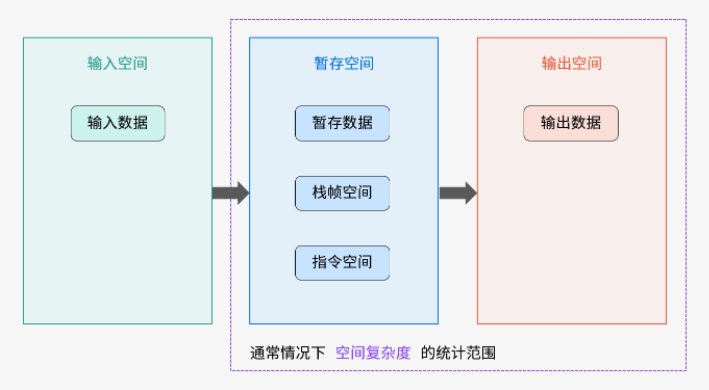 输入空间
输入数据
暂存空间
暂存数据
栈帧空间
指令空间
输出空间
输出数据
通常情况下 空间复杂度 的统计范围